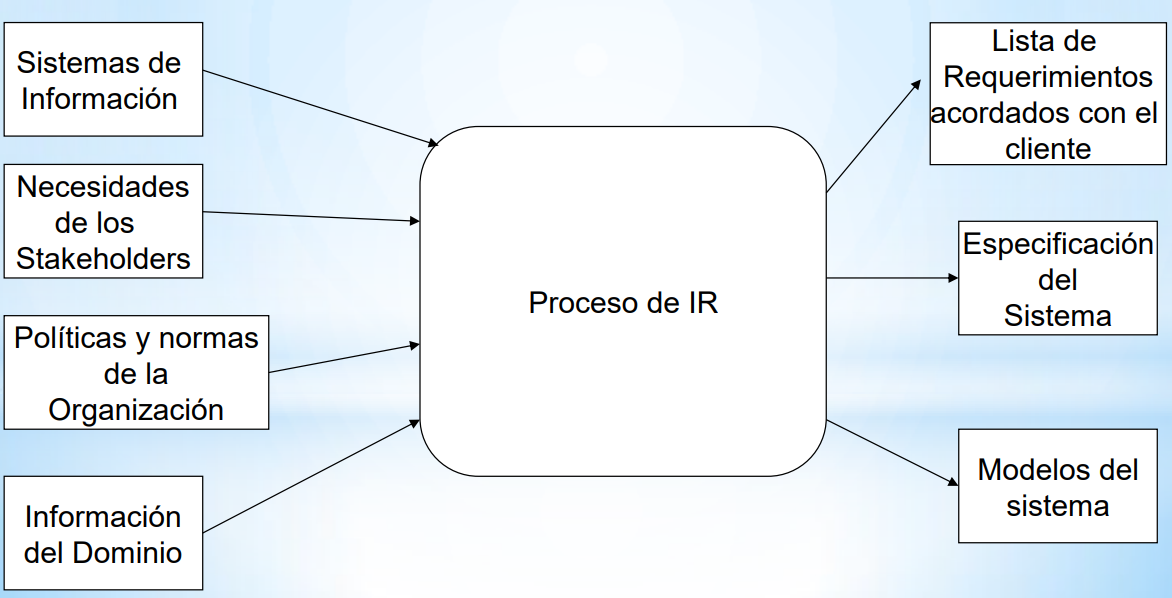 Sistemas de
Información
Necesidades
de los
Stakeholders
Políticas y normas
de la
Organización
Información
del Dominio
Proceso de IR
Lista de
Requerimientos
acordados con el
cliente
Especificación
del
Sistema
Modelos del
sistema